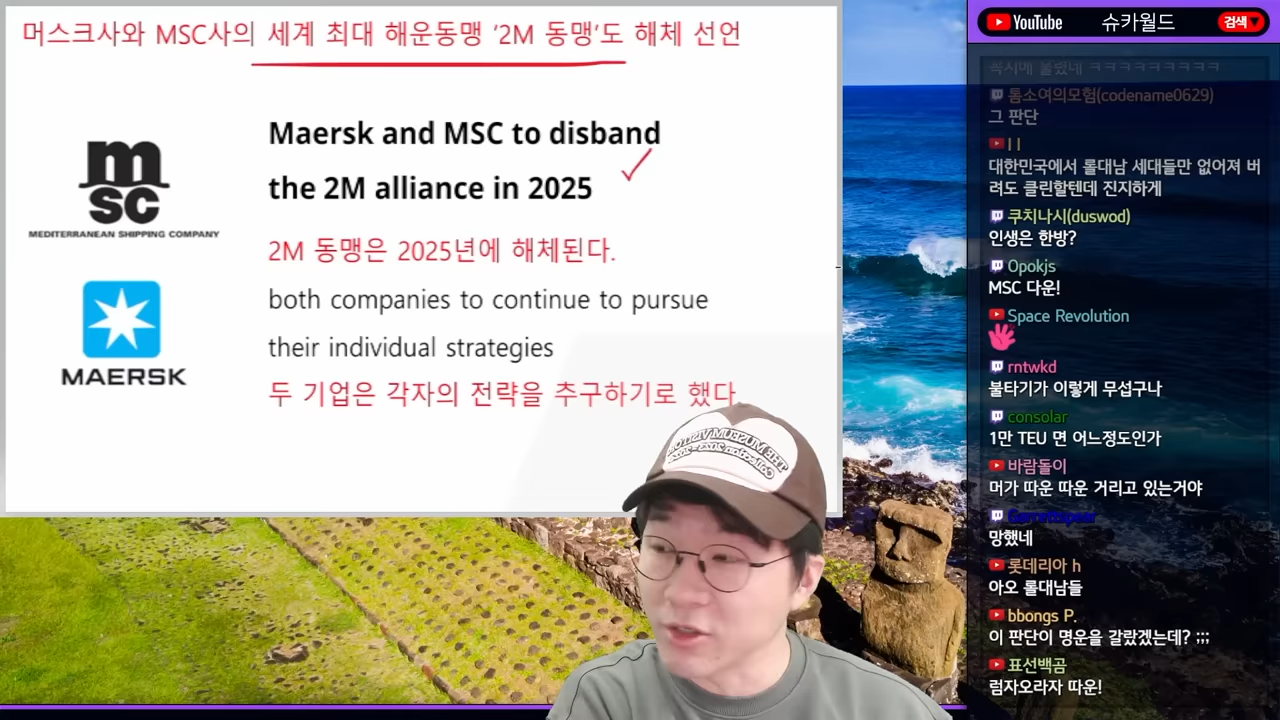 머스크사와 MSC사의 세계 최대 해운동맹 '2M 동맹'도 해체 선언
msc
MEDITERRANEAN SHIPPING COMPANY
MAERSK
Maersk and MSC to disband
the 2M alliance in 2025
2M 동맹은 2025년에 해체된다.
both companies to continue to pursue
their individual strategies
두 기업은 각자의 전략을 추구하기로 했다
THE MUSEUM VISITOR
YouTube 슈카월드 검색
톰소여의모험(codename0629)
그 판단
l l
대한민국에서 롤대남 세대들만 없어져 버
려도 클린할텐데 진지하게
쿠치나시(duswod)
인생은 한방?
Opokjs
MSC 다운!
Space Revolution
rntwkd
불타기가 이렇게 무섭구나
consolar
1만 TEU 면 어느정도인가
바람돌이
머가 따운 따운 거리고 있는거야
Garrettspear
망했네
롯데리아 h
아오 롤대남들
bbongs P.
이 판단이 명운을 갈랐겠는데? ;;;
표선백곰
럼자오라자 따운!